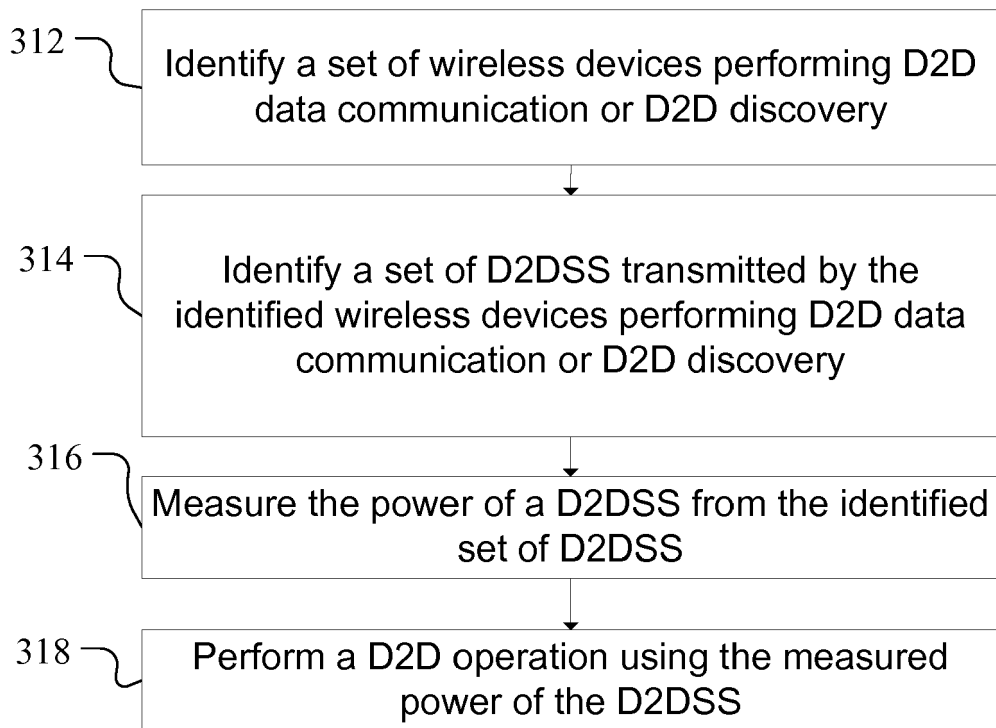 312
Identify a set of wireless devices performing D2D
data communication or D2D discovery
314
Identify a set of D2DSS transmitted by the
identified wireless devices performing D2D data
communication or D2D discovery
316
Measure the power of a D2DSS from the identified
set of D2DSS
318
Perform a D2D operation using the measured
power of the D2DSS